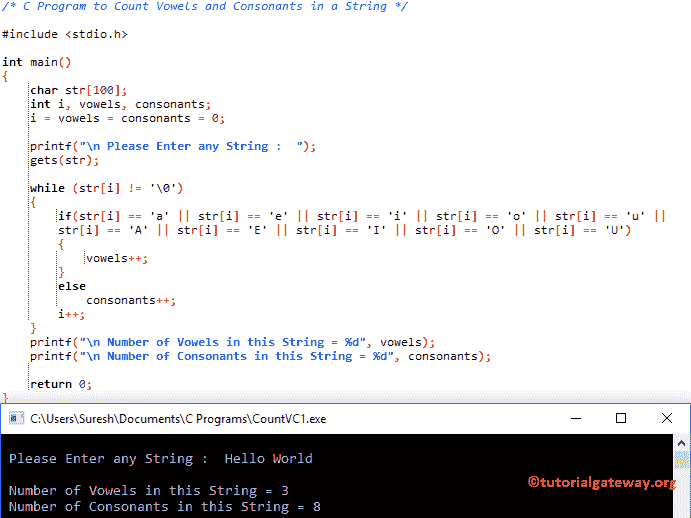 /* C Program to Count Vowels and Consonants in a String */
#include <stdio.h>
int main()
{
char str[100];
int i, vowels, consonants;
i = vowels = consonants = 0;
printf("\n Please Enter any String :  ");
gets(str);
while (str[i] != '\0')
{
if(str[i] == 'a' || str[i] == 'e' || str[i] == 'i' || str[i] == 'o' || str[i] == 'u' ||
str[i] == 'A' || str[i] == 'E' || str[i] == 'I' || str[i] == 'O' || str[i] == 'U')
{
vowels++;
}
else
consonants++;
i++;
}
printf("\n Number of Vowels in this String = %d", vowels);
printf("\n Number of Consonants in this String = %d", consonants);
return 0;
}
C:\Users\Suresh\Documents\C Programs\CountVC1.exe
Please Enter any String :  Hello World
©tutorialgateway.org
Number of Vowels in this String = 3
Number of Consonants in this String = 8